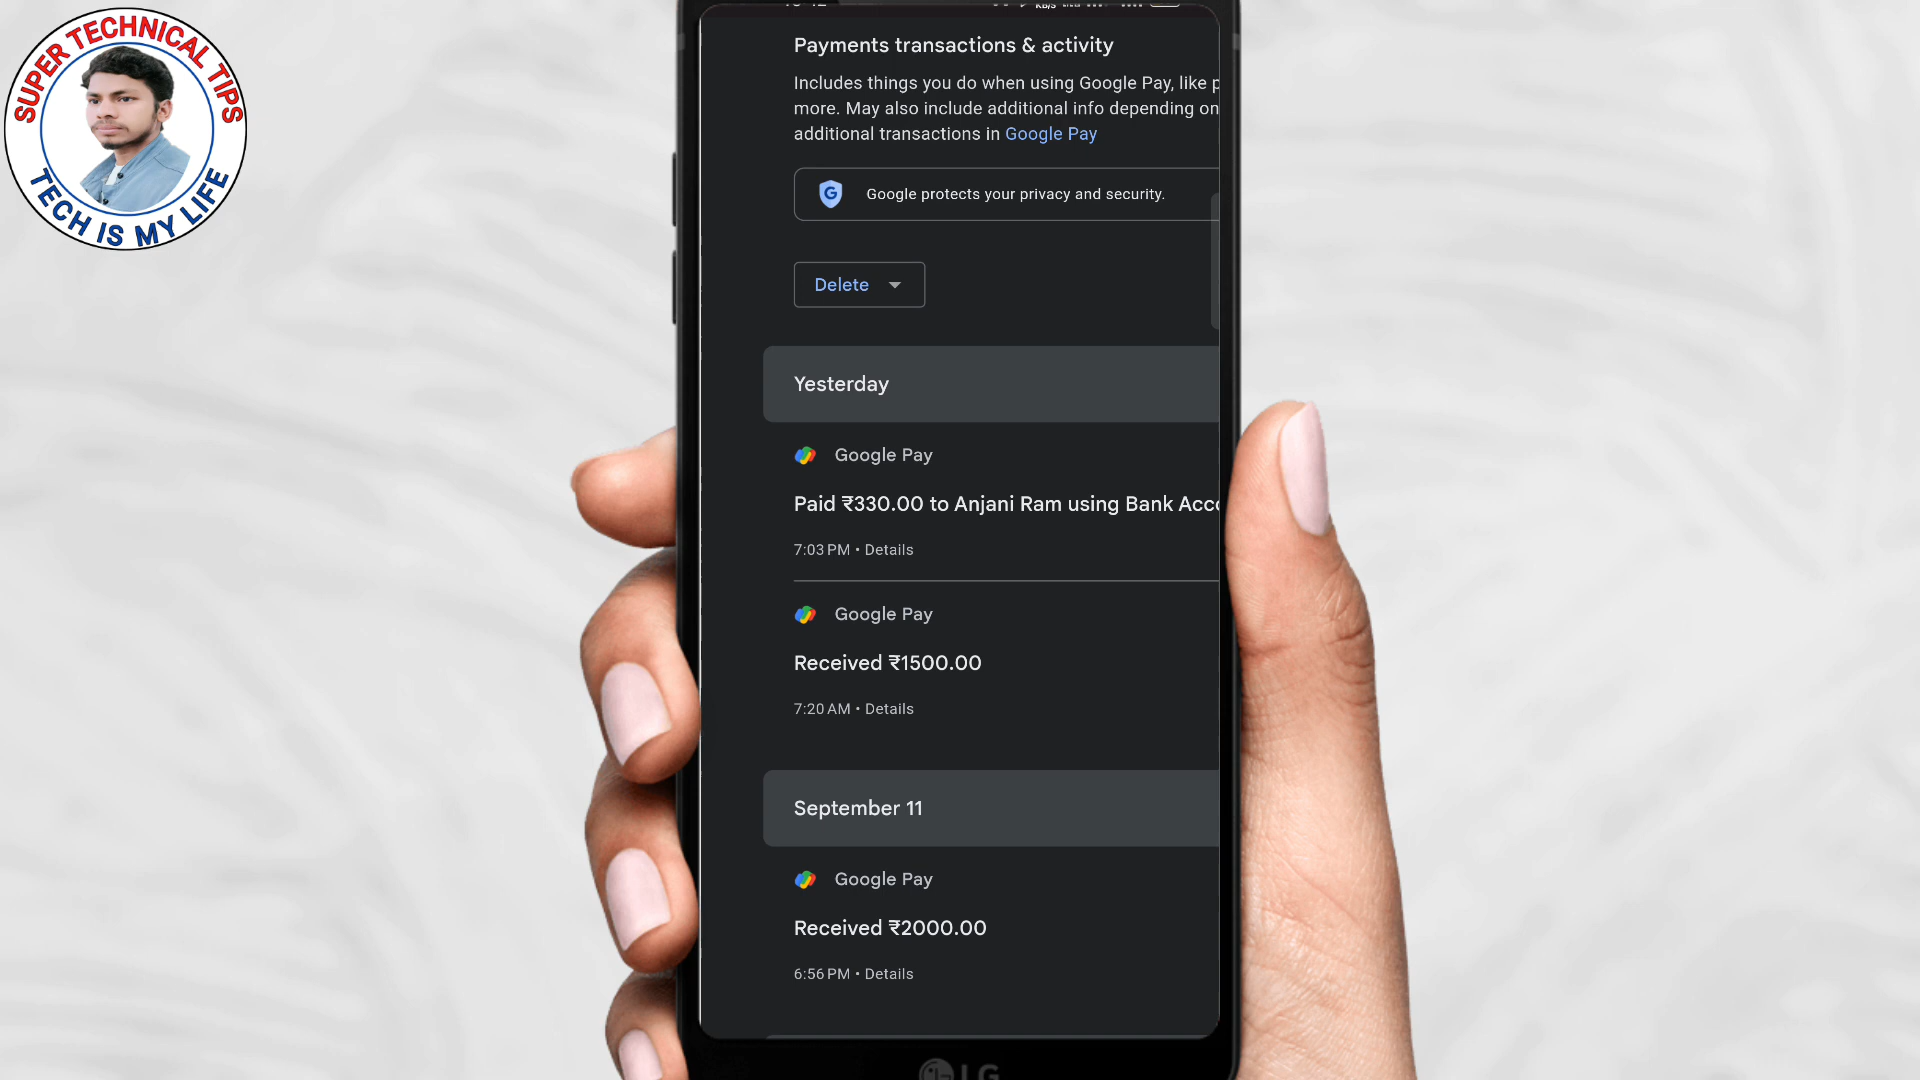 SUPER TECHNICAL TIPS
TECH IS MY LIFE
Payments transactions & activity
Includes things you do when using Google Pay, like p
more. May also include additional info depending on
additional transactions in Google Pay
G
Google protects your privacy and security.
Delete
Yesterday
Google Pay
Paid ₹330.00 to Anjani Ram using Bank Acco
7:03 PM • Details
Google Pay
Received ₹1500.00
7:20 AM • Details
September 11
Google Pay
Received ₹2000.00
6:56 PM • Details
LG